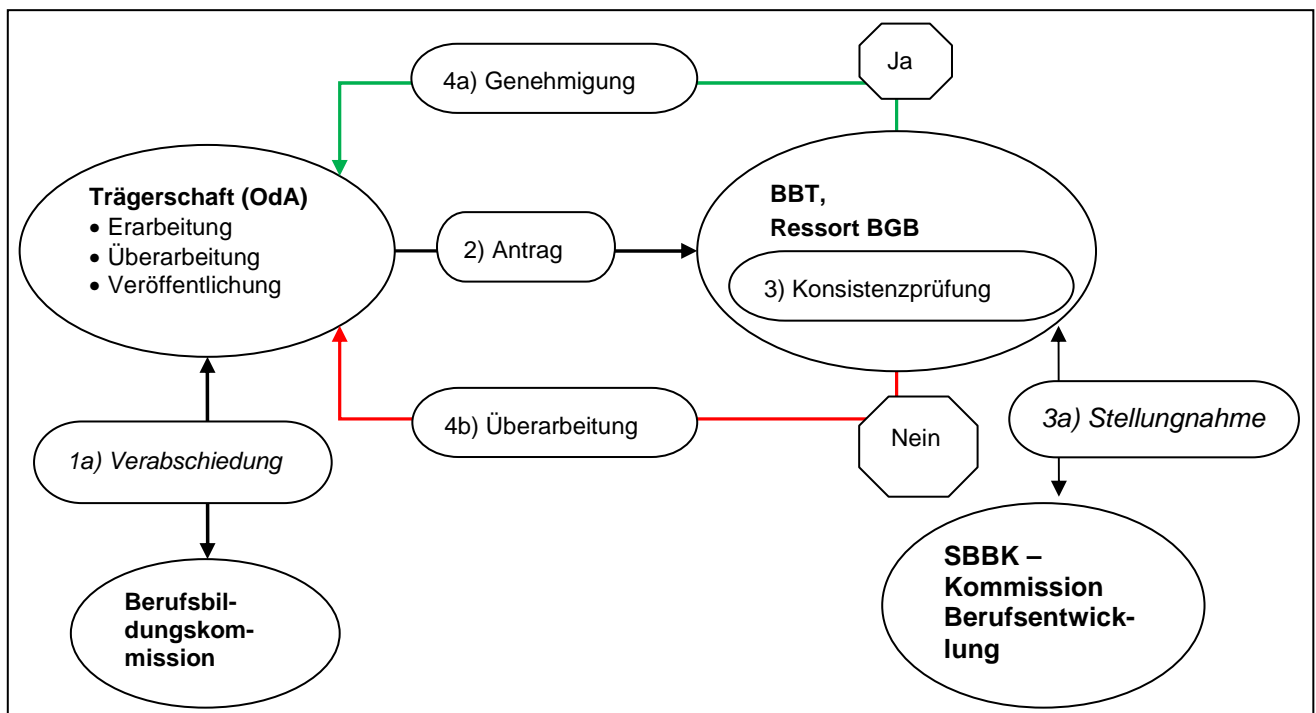 Ja
4a) Genehmigung
Trägerschaft (OdA)
• Erarbeitung
• Überarbeitung
• Veröffentlichung
2) Antrag
BBT,
Ressort BGB
3) Konsistenzprüfung
4b) Überarbeitung
Nein
3a) Stellungnahme
1a) Verabschiedung
Berufsbil-
dungskom-
mission
SBBK –
Kommission
Berufsentwick-
lung